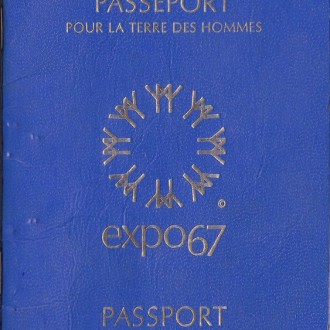 PASSEPORT
POUR LA TERRE DES HOMMES
©
expo67
PASSPORT